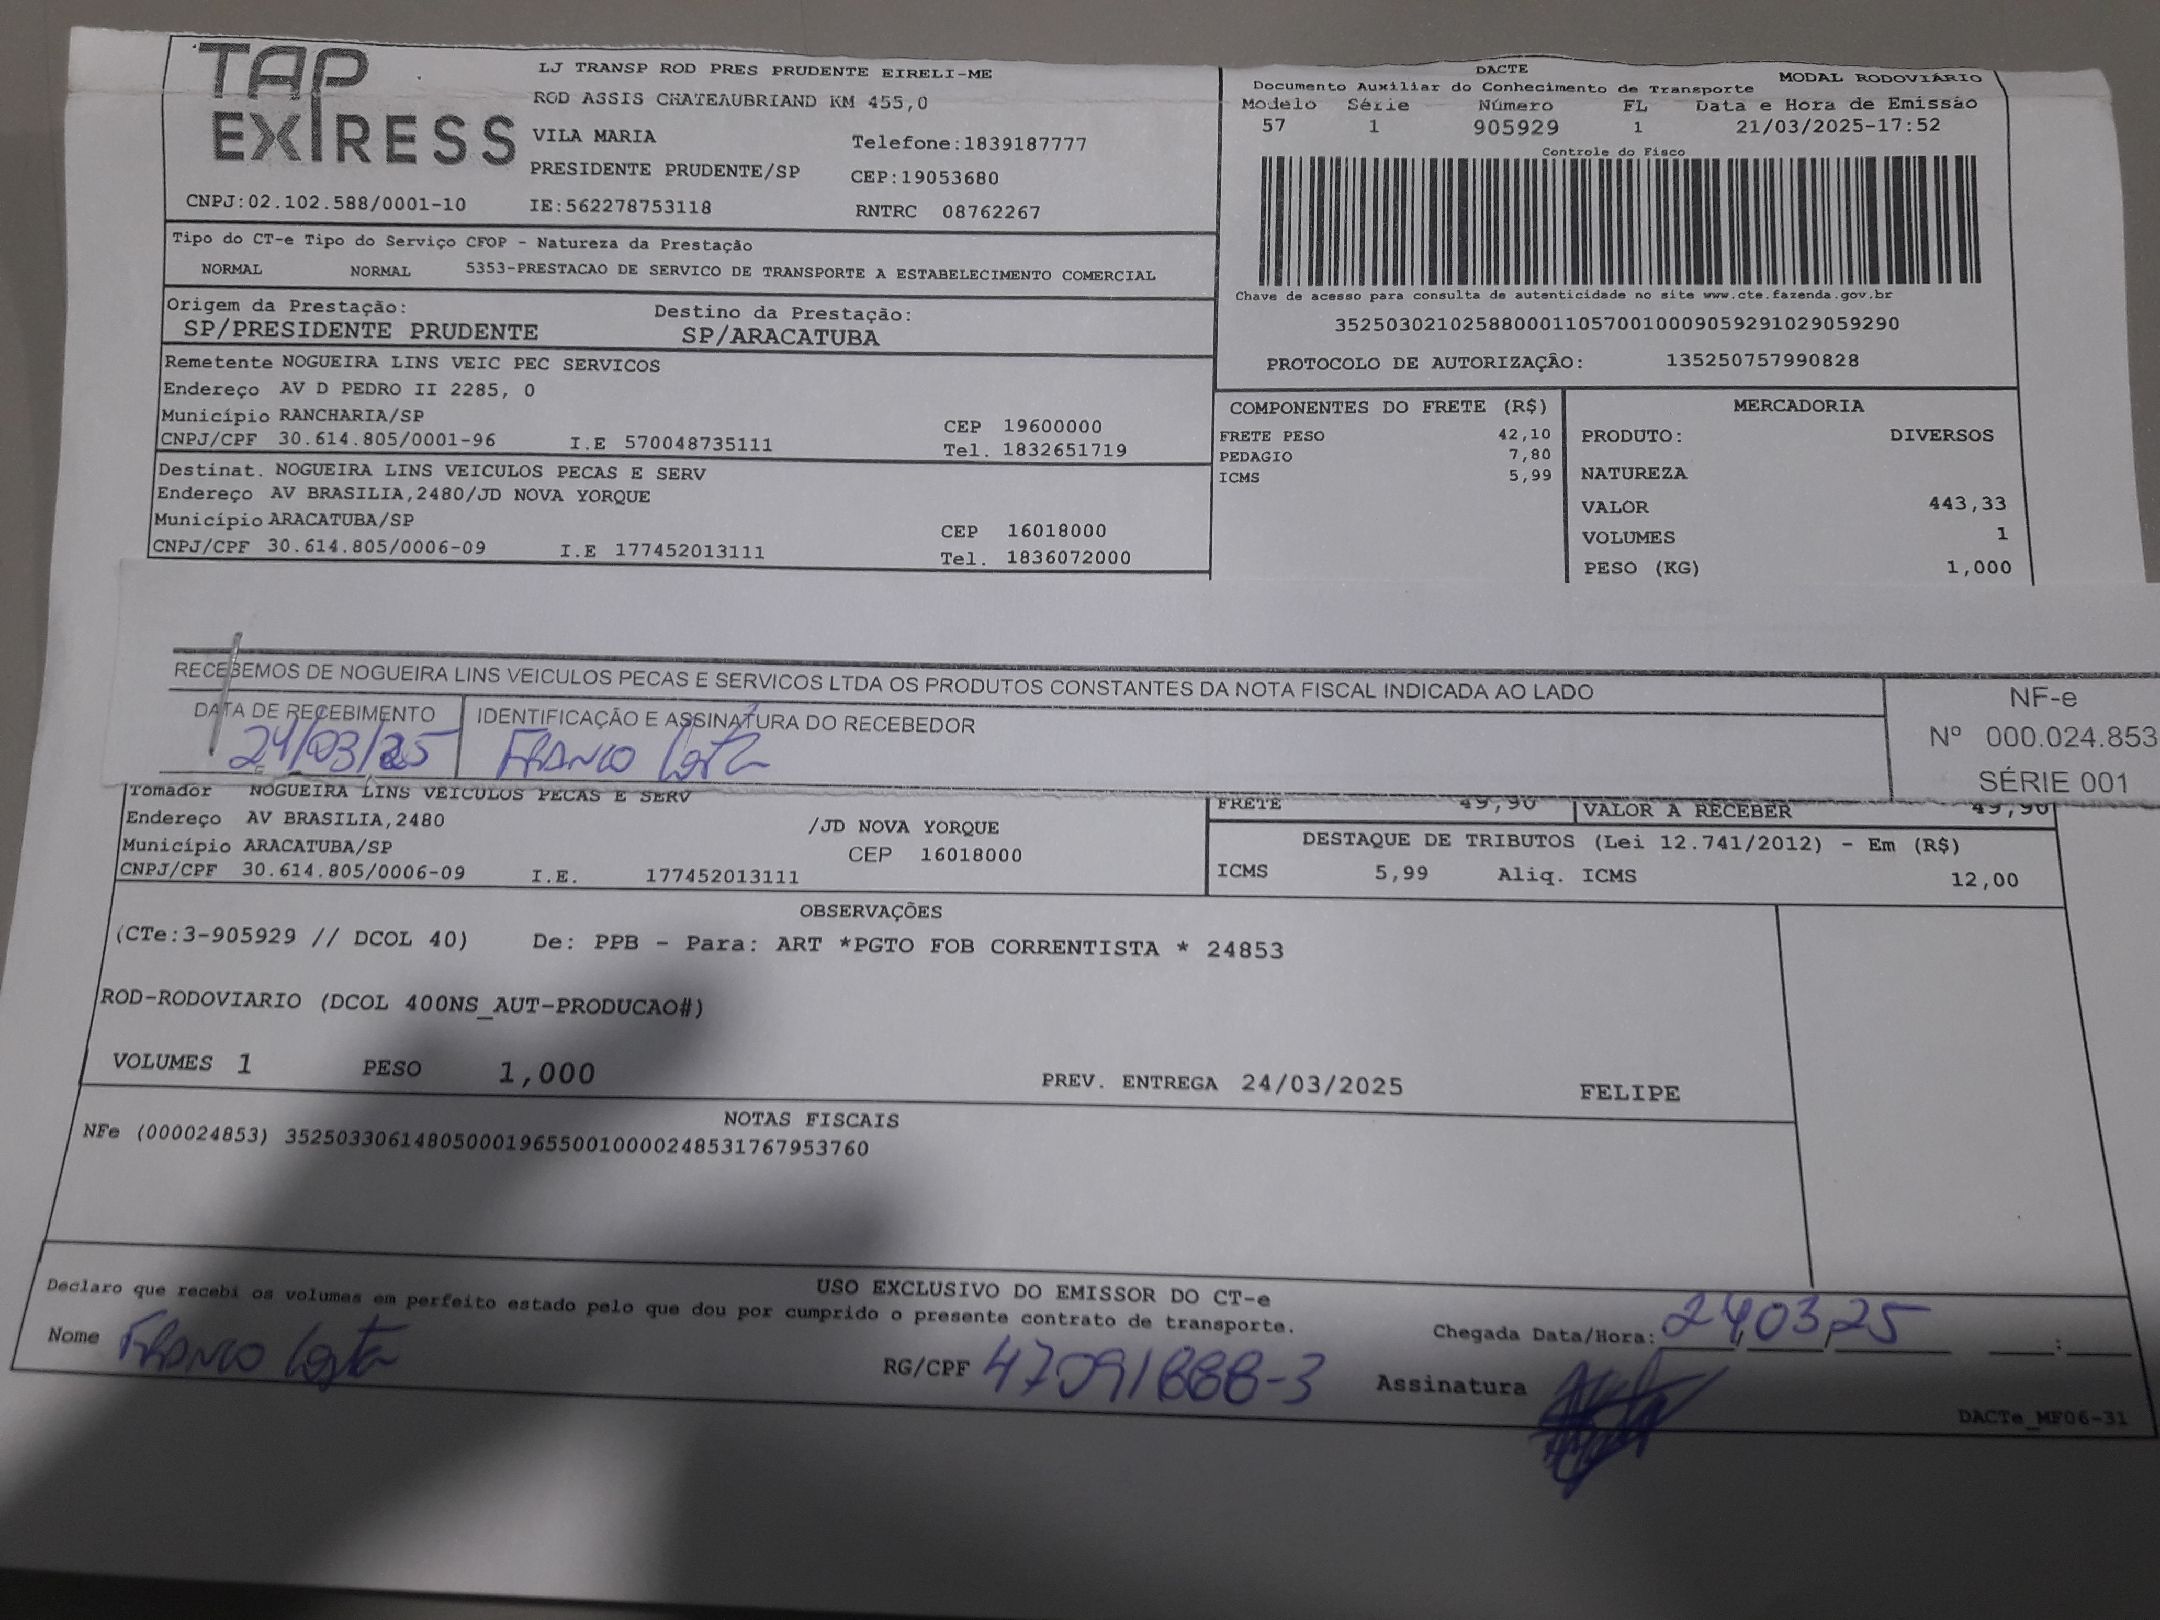 TAP EXPRESS
LJ TRANSP ROD PRES PRUDENTE EIRELI-ME
ROD ASSIS CHATEAUBRIAND KM 455,0
VILA MARIA Telefone:1839187777
PRESIDENTE PRUDENTE/SP CEP:19053680
CNPJ:02.102.588/0001-10 IE:562278753118 RNTRC 08762267
DACTE MODAL RODOVIÁRIO
Documento Auxiliar do Conhecimento de Transporte
Modelo Série Número FL Data e Hora de Emissão
57 1 905929 1 21/03/2025-17:52
Controle do Fisco
Chave de acesso para consulta de autenticidade no site www.cte.fazenda.gov.br
35250302102588000110570010009059291029059290
PROTOCOLO DE AUTORIZAÇÃO: 135250757990828
Tipo do CT-e Tipo do Serviço CFOP - Natureza da Prestação
NORMAL NORMAL 5353-PRESTACAO DE SERVICO DE TRANSPORTE A ESTABELECIMENTO COMERCIAL
Origem da Prestação: Destino da Prestação:
SP/PRESIDENTE PRUDENTE SP/ARACATUBA
Remetente NOGUEIRA LINS VEIC PEC SERVICOS
Endereço AV D PEDRO II 2285, 0
Município RANCHARIA/SP CEP 19600000
CNPJ/CPF 30.614.805/0001-96 I.E 570048735111 Tel. 1832651719
Destinat. NOGUEIRA LINS VEICULOS PECAS E SERV
Endereço AV BRASILIA,2480/JD NOVA YORQUE
Município ARACATUBA/SP CEP 16018000
CNPJ/CPF 30.614.805/0006-09 I.E 177452013111 Tel. 1836072000
COMPONENTES DO FRETE (R$)
FRETE PESO 42,10
PEDAGIO 7,80
ICMS 5,99
MERCADORIA
PRODUTO: DIVERSOS
NATUREZA
VALOR 443,33
VOLUMES 1
PESO (KG) 1,000
RECEBEMOS DE NOGUEIRA LINS VEICULOS PECAS E SERVICOS LTDA OS PRODUTOS CONSTANTES DA NOTA FISCAL INDICADA AO LADO
DATA DE RECEBIMENTO IDENTIFICAÇÃO E ASSINATURA DO RECEBEDOR
24/03/25 FRANCO
NF-e
Nº 000.024.853
SÉRIE 001
Tomador NOGUEIRA LINS VEICULOS PECAS E SERV
Endereço AV BRASILIA,2480 /JD NOVA YORQUE
Município ARACATUBA/SP CEP 16018000
CNPJ/CPF 30.614.805/0006-09 I.E. 177452013111
FRETE 49,90 VALOR A RECEBER 49,90
DESTAQUE DE TRIBUTOS (Lei 12.741/2012) - Em (R$)
ICMS 5,99 Aliq. ICMS 12,00
OBSERVAÇÕES
(CTe:3-905929 // DCOL 40) De: PPB - Para: ART *PGTO FOB CORRENTISTA * 24853
ROD-RODOVIARIO (DCOL 400NS_AUT-PRODUCAO#)
VOLUMES 1 PESO 1,000 PREV. ENTREGA 24/03/2025 FELIPE
NOTAS FISCAIS
NFe (000024853) 35250330614805000196550010000248531767953760
USO EXCLUSIVO DO EMISSOR DO CT-e
Declaro que recebi os volumes em perfeito estado pelo que dou por cumprido o presente contrato de transporte.
Nome FRANCO RG/CPF 47091888-3 Chegada Data/Hora: 24,03,25 :
Assinatura
DACTe_MF06-31